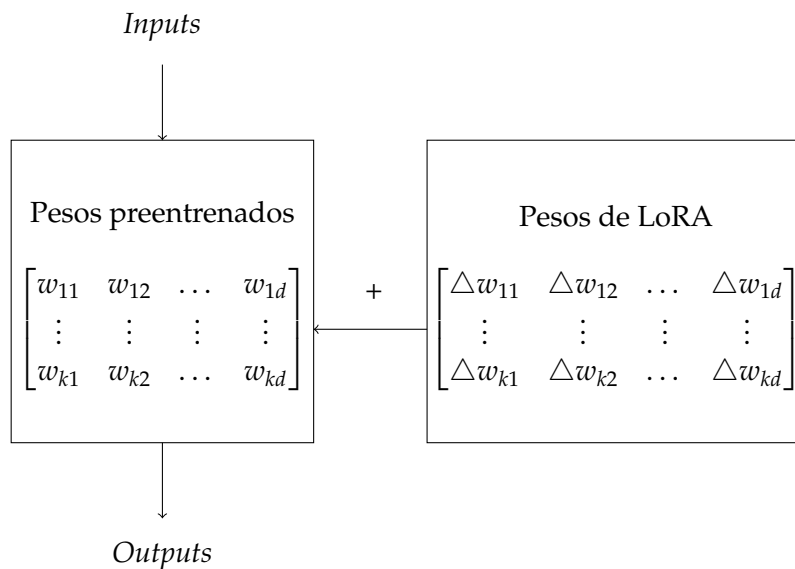 Inputs
Pesos preentrenados
w11 w12 … w1d
⋮ ⋮ ⋮ ⋮
wk1 wk2 … wkd
+
Pesos de LoRA
△w11 △w12 … △w1d
⋮ ⋮ ⋮ ⋮
△wk1 △wk2 … △wkd
Outputs